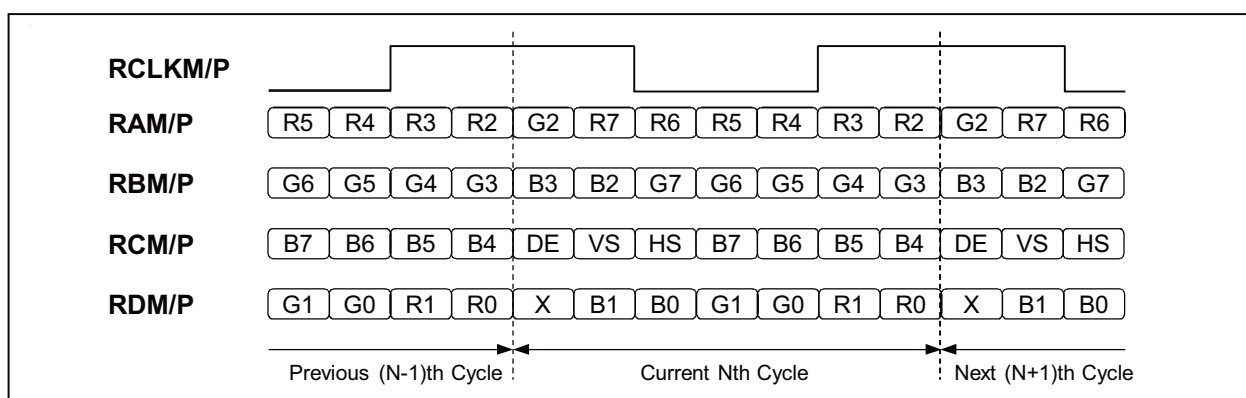 RCLKM/P
RAM/P R5 R4 R3 R2 G2 R7 R6 R5 R4 R3 R2 G2 R7 R6
RBM/P G6 G5 G4 G3 B3 B2 G7 G6 G5 G4 G3 B3 B2 G7
RCM/P B7 B6 B5 B4 DE VS HS B7 B6 B5 B4 DE VS HS
RDM/P G1 G0 R1 R0 X B1 B0 G1 G0 R1 R0 X B1 B0
Previous (N-1)th Cycle Current Nth Cycle Next (N+1)th Cycle